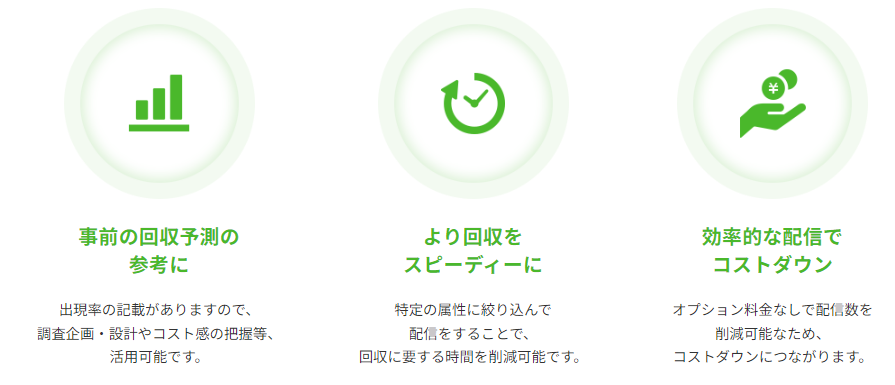 ¥
事前の回収予測の
参考に
出現率の記載がありますので、
調査企画・設計やコスト感の把握等、
活用可能です。
より回収を
スピーディーに
特定の属性に絞り込んで
配信をすることで、
回収に要する時間を削減可能です。
効率的な配信で
コストダウン
オプション料金なしで配信数を
削減可能なため、
コストダウンにつながります。